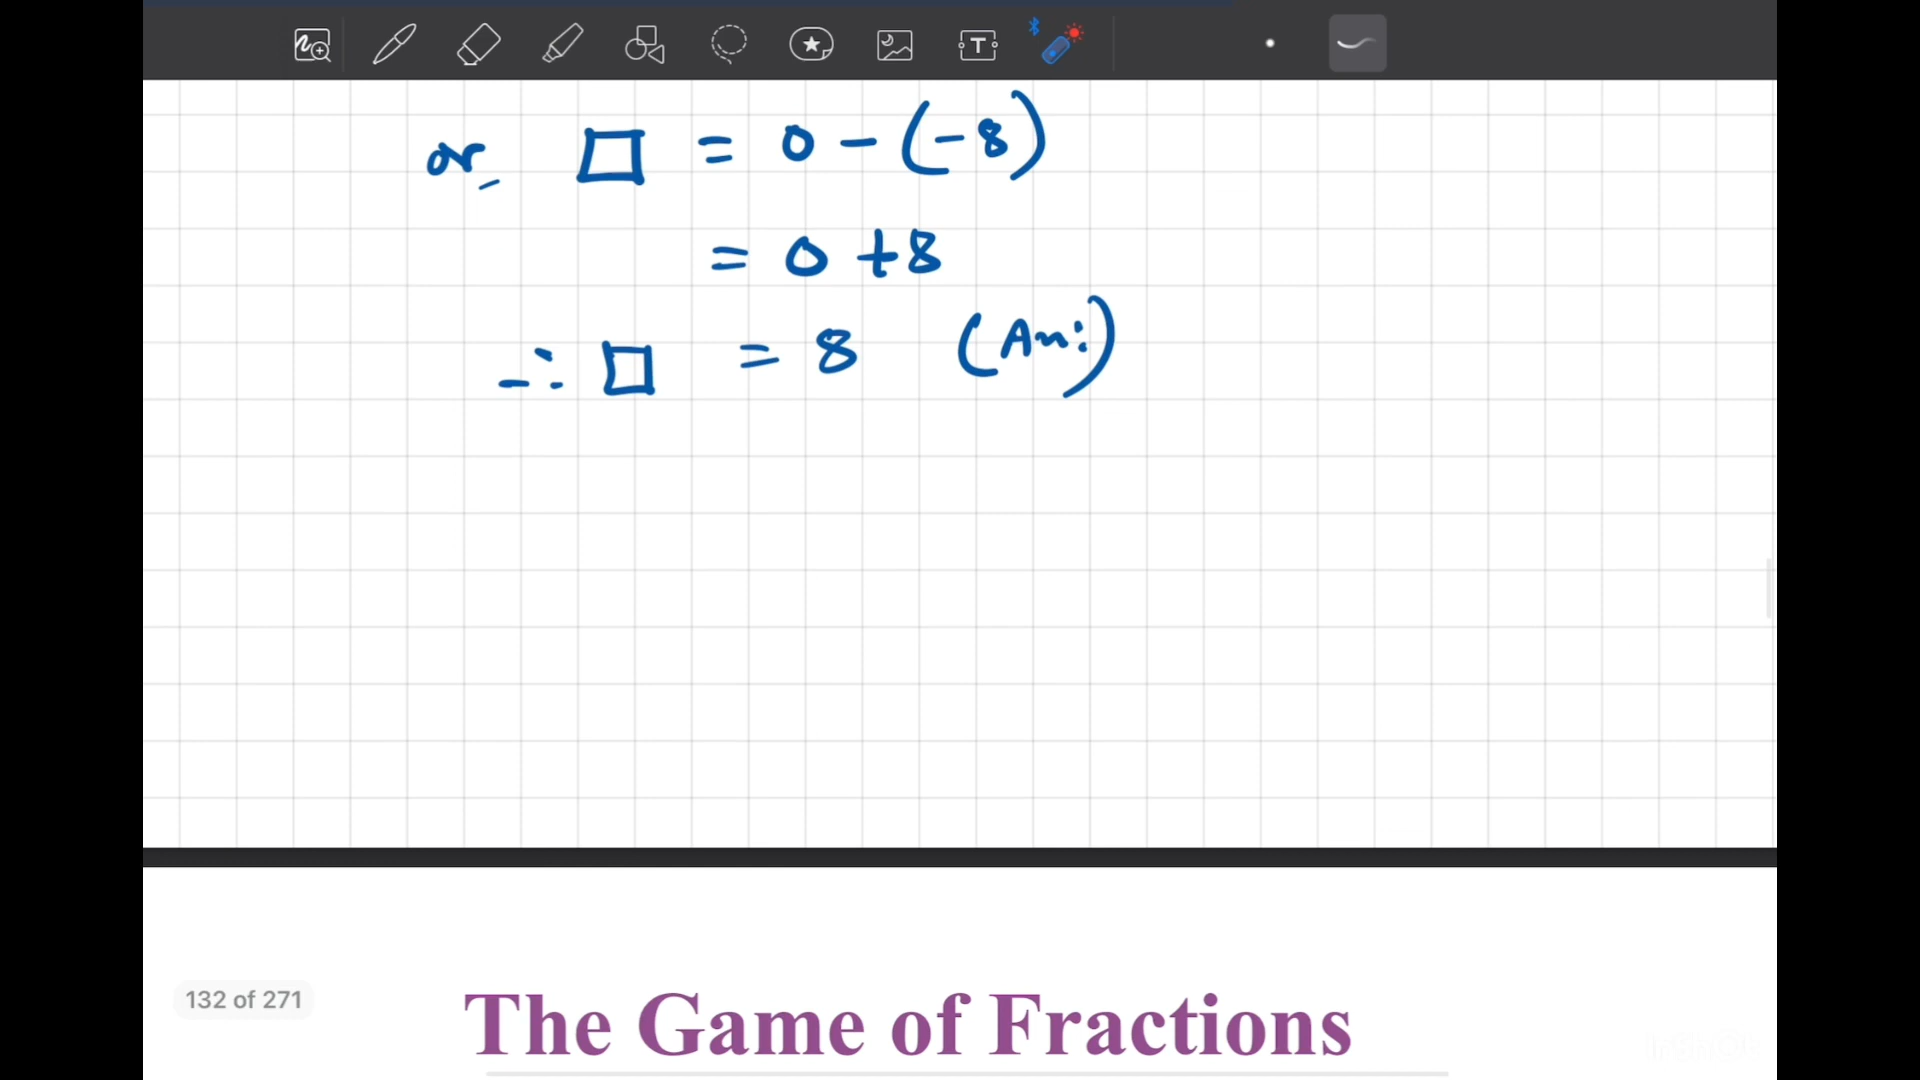 or □ = 0 - (-8)
= 0 + 8
∴ □ = 8 (Ans:)
132 of 271
The Game of Fractions